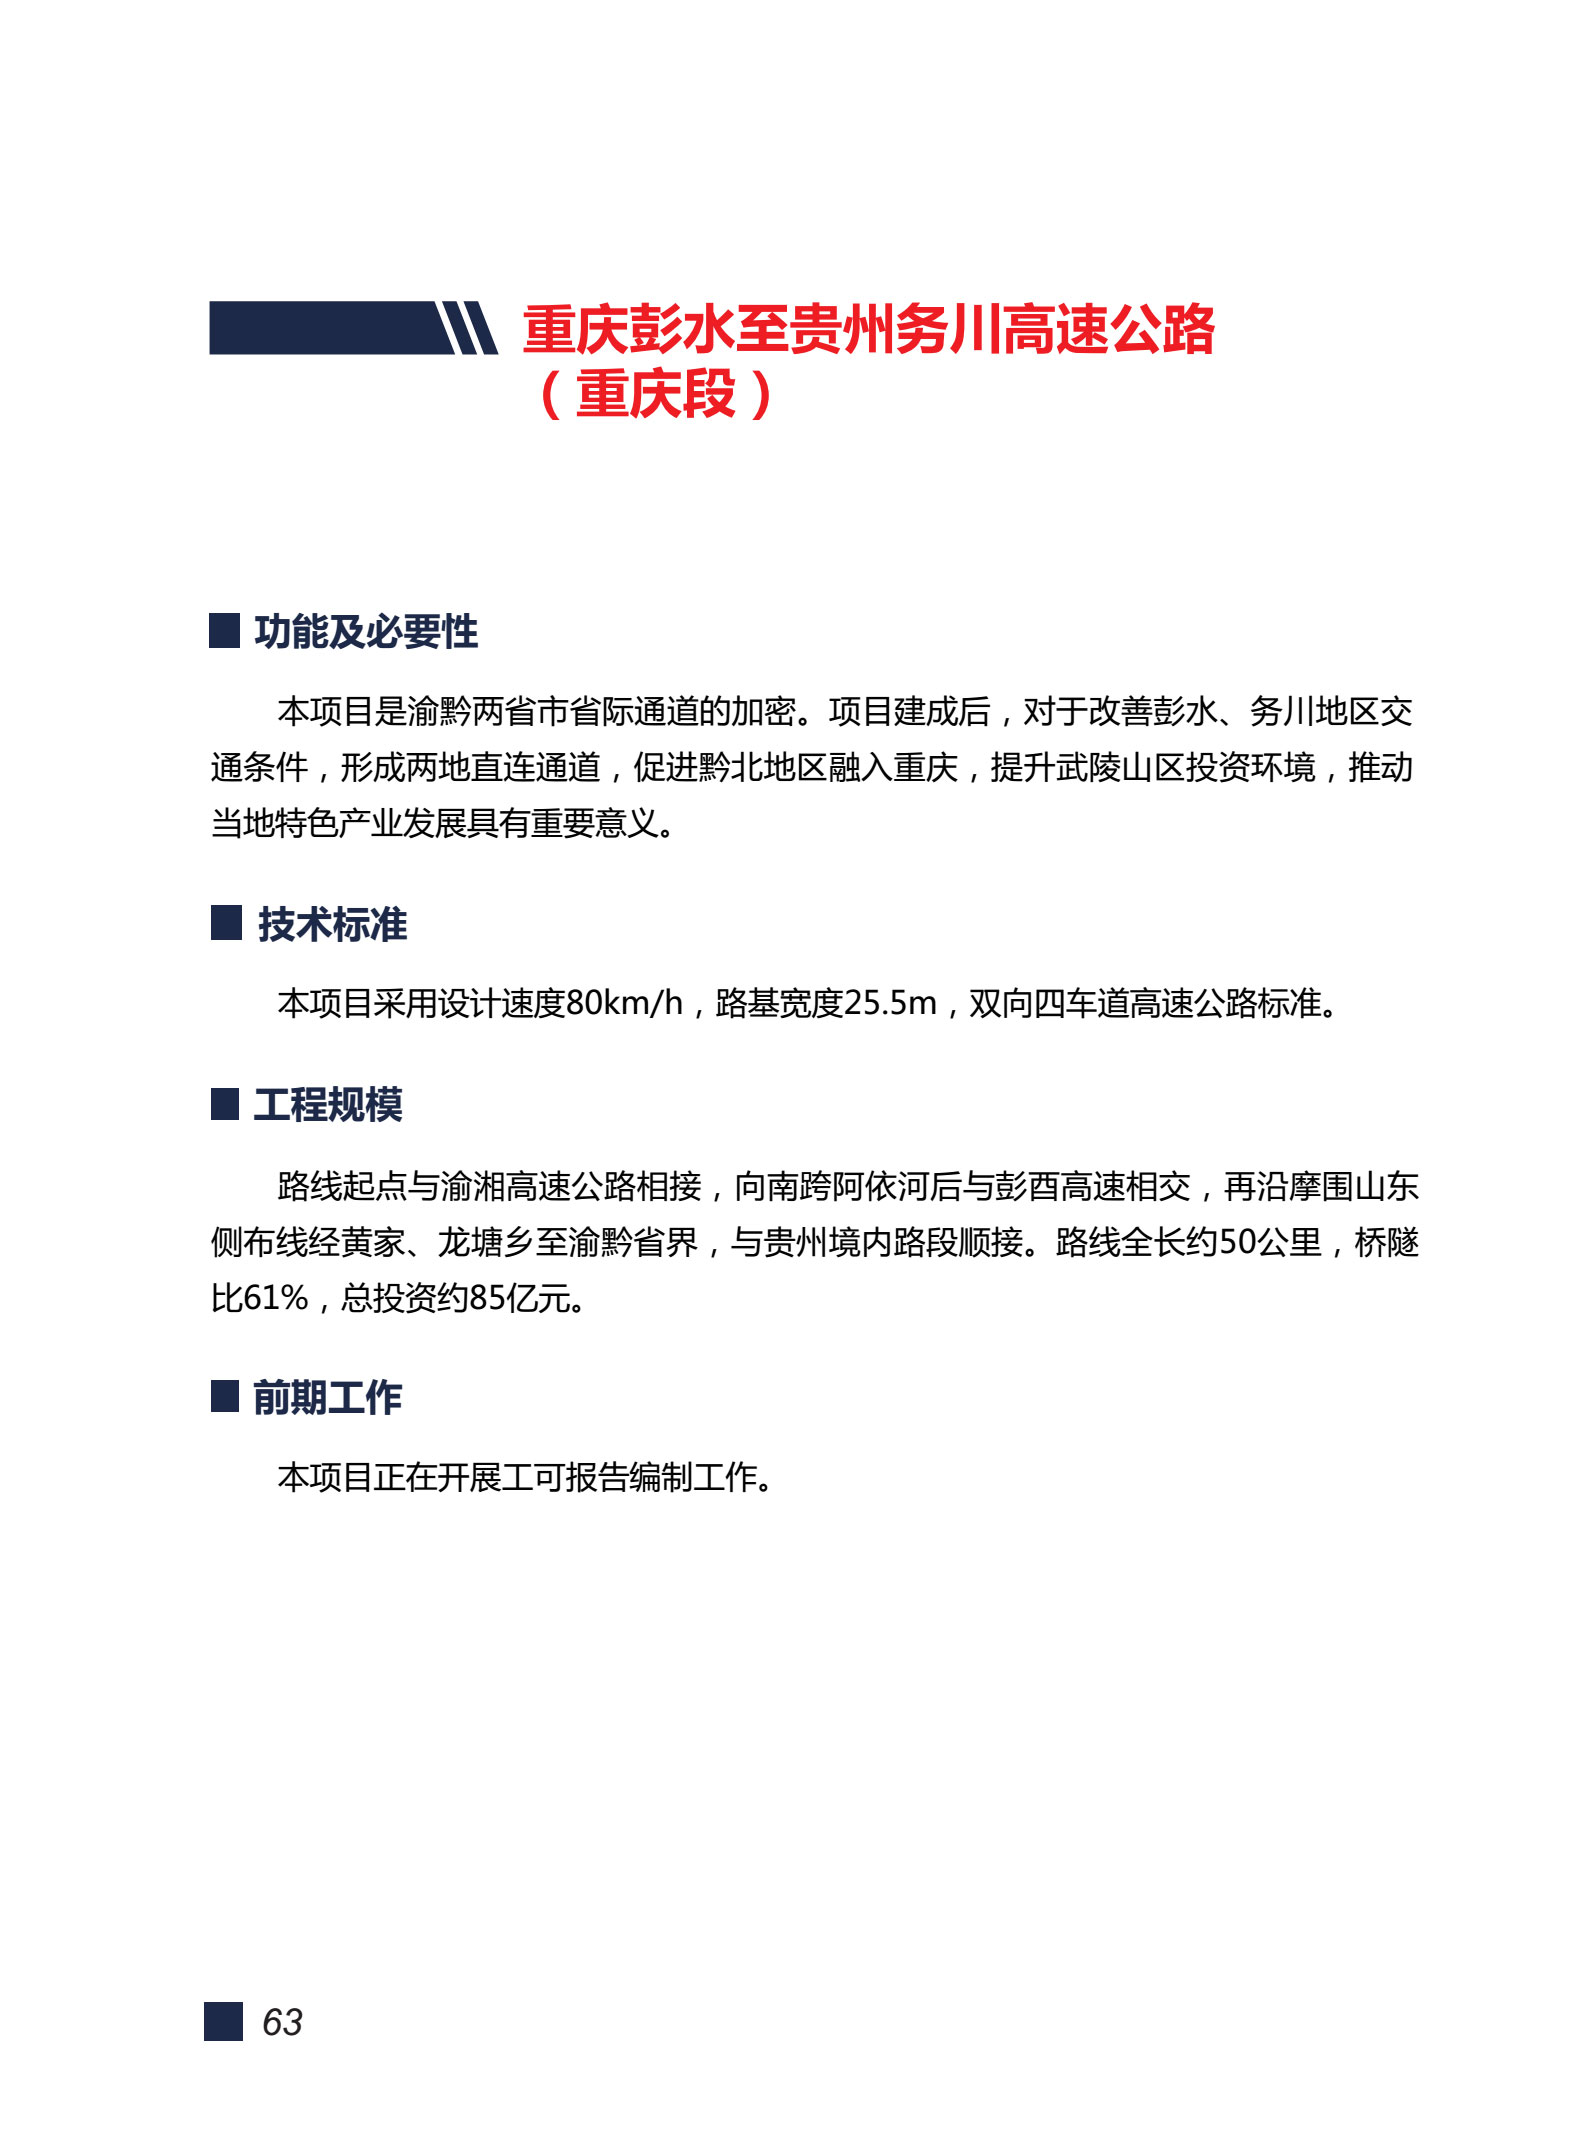 重庆彭水至贵州务川高速公路
（重庆段）
功能及必要性
本项目是渝黔两省市省际通道的加密。项目建成后，对于改善彭水、务川地区交
通条件，形成两地直连通道，促进黔北地区融入重庆，提升武陵山区投资环境，推动
当地特色产业发展具有重要意义。
技术标准
本项目采用设计速度80km/h，路基宽度25.5m，双向四车道高速公路标准。
工程规模
路线起点与渝湘高速公路相接，向南跨阿依河后与彭酉高速相交，再沿摩围山东
侧布线经黄家、龙塘乡至渝黔省界，与贵州境内路段顺接。路线全长约50公里，桥隧
比61%，总投资约85亿元。
前期工作
本项目正在开展工可报告编制工作。
63